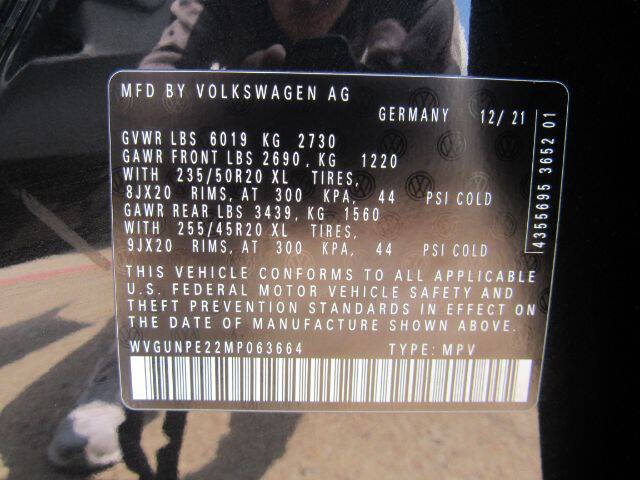 MFD BY VOLKSWAGEN AG
GERMANY 12/21
GVWR LBS 6019 KG 2730
GAWR FRONT LBS 2690, KG 1220
WITH 235/50R20 XL TIRES,
8JX20 RIMS, AT 300 KPA, 44 PSI COLD
GAWR REAR LBS 3439, KG 1560
WITH 255/45R20 XL TIRES,
9JX20 RIMS, AT 300 KPA, 44 PSI COLD
THIS VEHICLE CONFORMS TO ALL APPLICABLE
U.S. FEDERAL MOTOR VEHICLE SAFETY AND
THEFT PREVENTION STANDARDS IN EFFECT ON
THE DATE OF MANUFACTURE SHOWN ABOVE.
WVGUNPE22MP063664 TYPE: MPV
4355695 3652 01